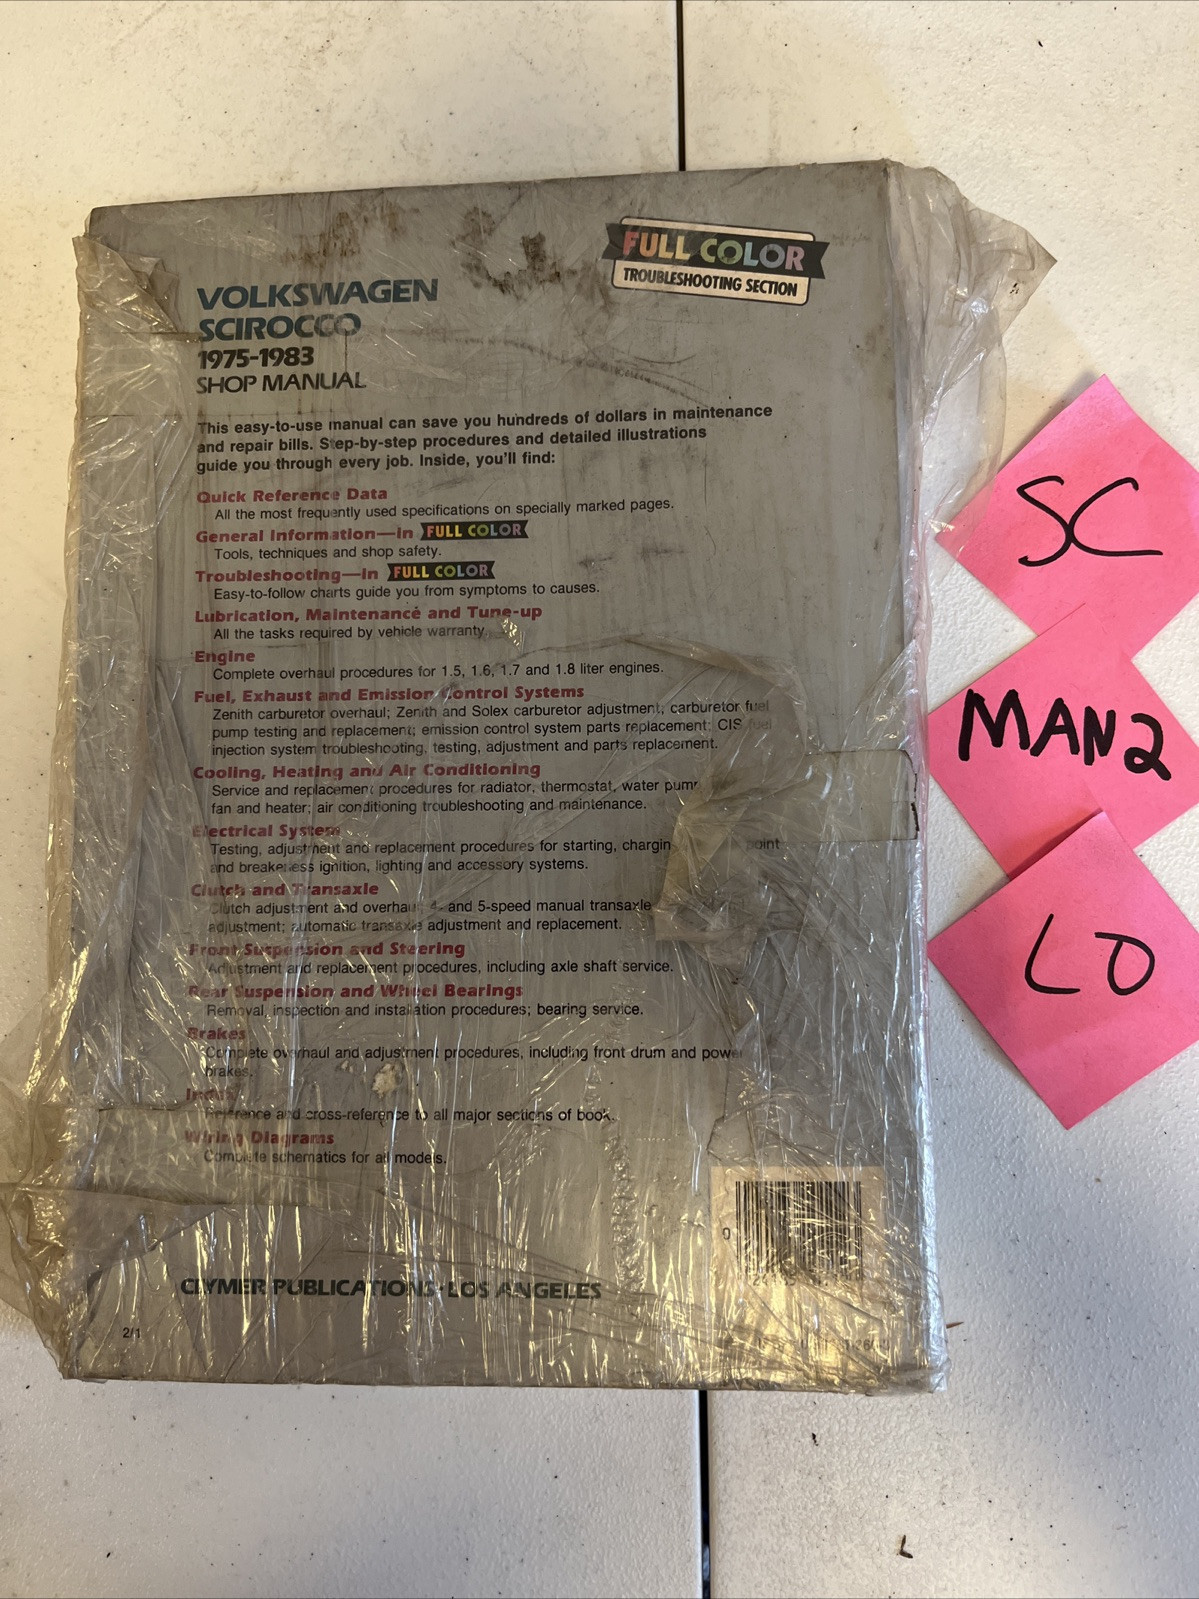 FULL COLOR
TROUBLESHOOTING SECTION
VOLKSWAGEN
SCIROCCO
1975-1983
SHOP MANUAL
This easy-to-use manual can save you hundreds of dollars in maintenance
and repair bills. Step-by-step procedures and detailed illustrations
guide you through every job. Inside, you'll find:
Quick Reference Data
All the most frequently used specifications on specially marked pages.
General Information—In FULL COLOR
Tools, techniques and shop safety.
Troubleshooting—In FULL COLOR
Easy-to-follow charts guide you from symptoms to causes.
Lubrication, Maintenance and Tune-up
All the tasks required by vehicle warranty.
Engine
Complete overhaul procedures for 1.5, 1.6, 1.7 and 1.8 liter engines.
Fuel, Exhaust and Emission Control Systems
Zenith carburetor overhaul; Zenith and Solex carburetor adjustment; carburetor fuel
pump testing and replacement; emission control system parts replacement; CIS fuel
injection system troubleshooting, testing, adjustment and parts replacement.
Cooling, Heating and Air Conditioning
Service and replacement procedures for radiator, thermostat, water pump
fan and heater; air conditioning troubleshooting and maintenance.
Electrical System
Testing, adjustment and replacement procedures for starting, chargin point
and breakerless ignition, lighting and accessory systems.
Clutch and Transaxle
Clutch adjustment and overhaul; 4- and 5-speed manual transaxle
adjustment; automatic transaxle adjustment and replacement.
Front Suspension and Steering
Adjustment and replacement procedures, including axle shaft service.
Rear Suspension and Wheel Bearings
Removal, inspection and installation procedures; bearing service.
Brakes
Complete overhaul and adjustment procedures, including front drum and power
brakes.
Index
Reference and cross-reference to all major sections of book.
Wiring Diagrams
Complete schematics for all models.
0
CLYMER PUBLICATIONS • LOS ANGELES
2/1
SC
MAN2
LO